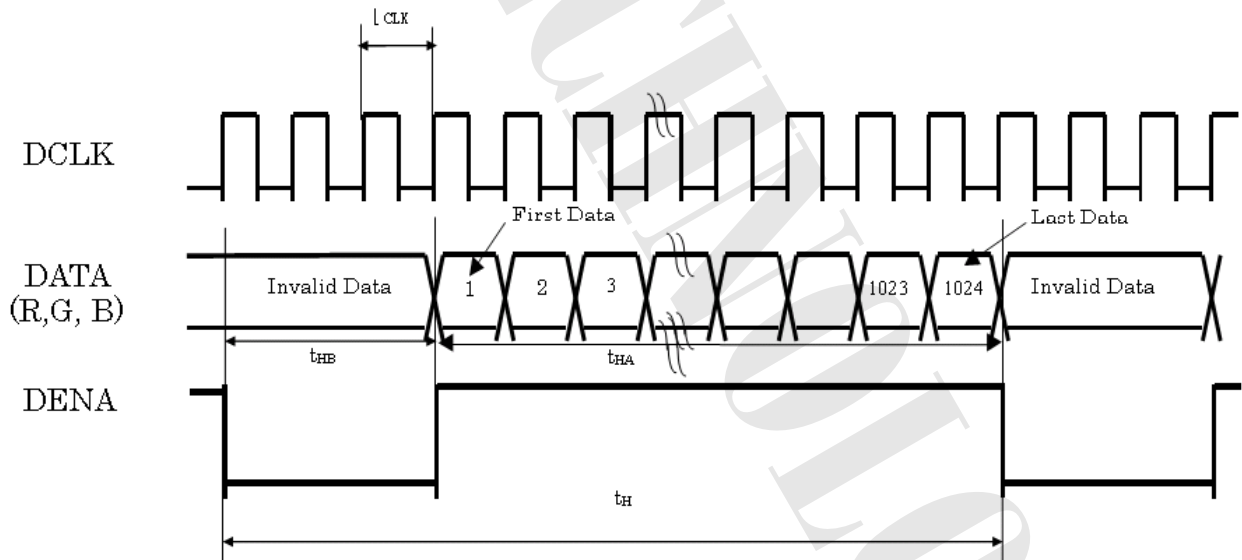 tCLK
DCLK
First Data
Last Data
DATA
(R,G, B)
Invalid Data
1
2
3
1023
1024
Invalid Data
tHB
tHA
DENA
tH